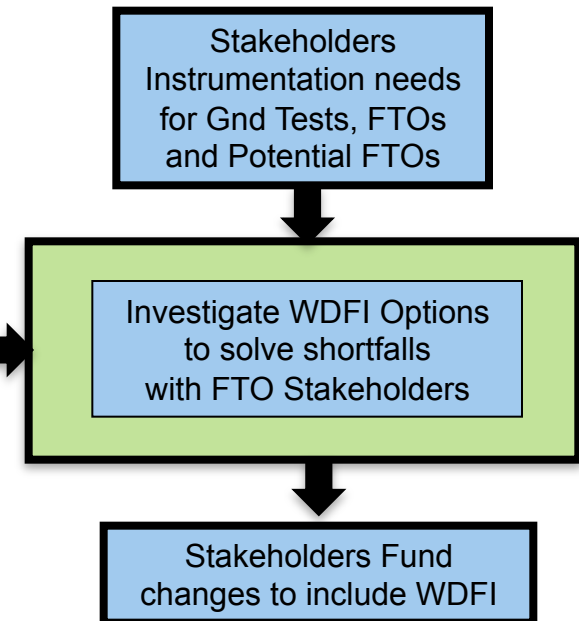 Stakeholders
Instrumentation needs
for Gnd Tests, FTOs
and Potential FTOs
Investigate WDFI Options
to solve shortfalls
with FTO Stakeholders
Stakeholders Fund
changes to include WDFI